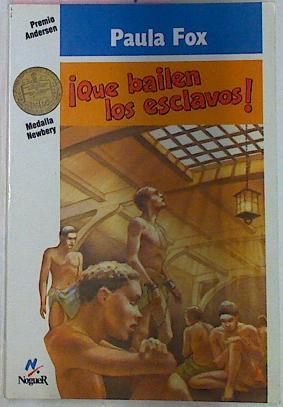 Premio
Andersen
Paula Fox
¡Que bailen
los esclavos!
Medalla
Newbery
NogueR